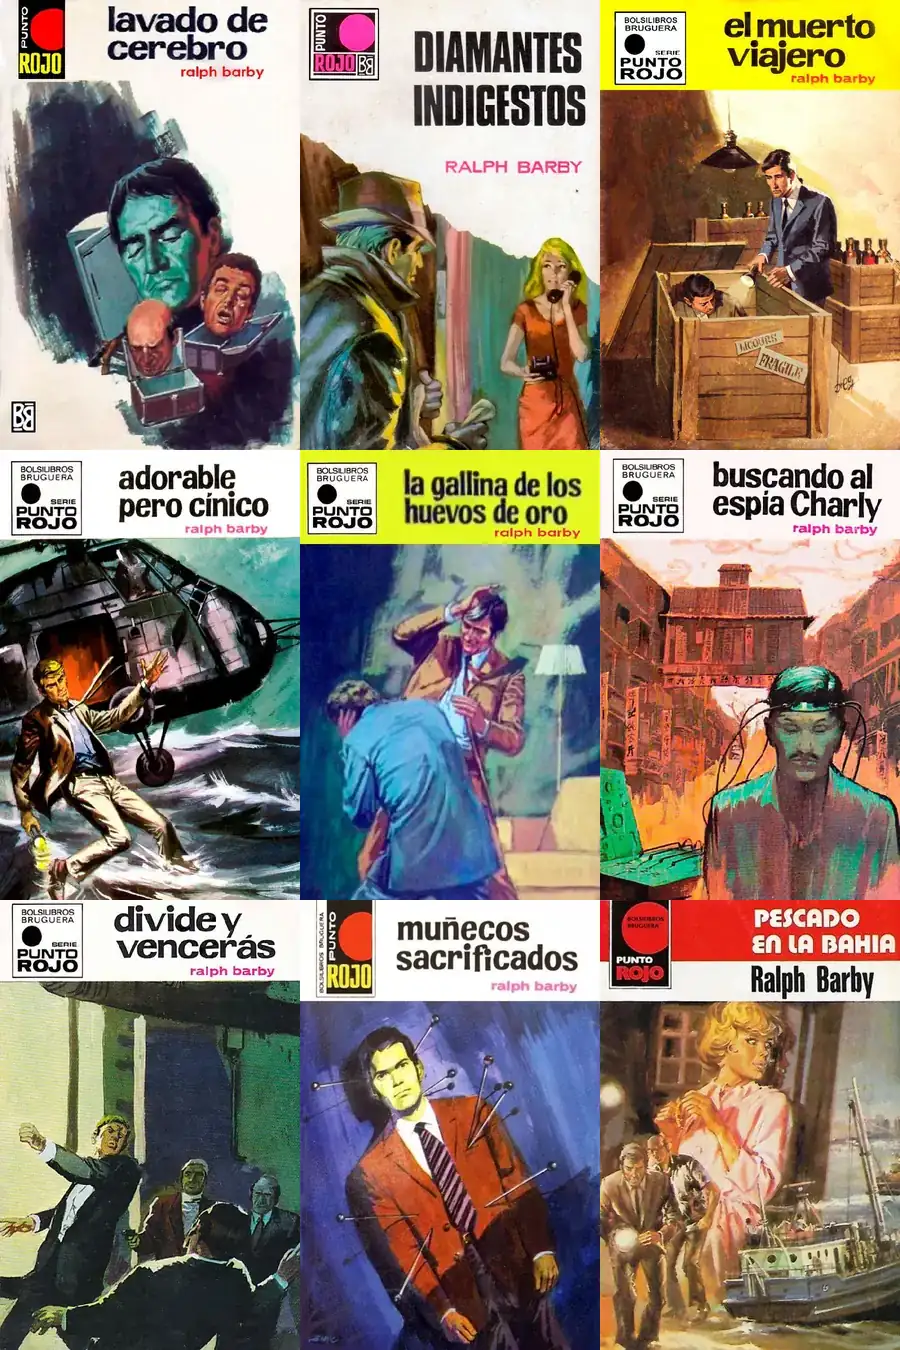 PUNTO
ROJO
lavado de
cerebro
ralph barby
BB
PUNTO
ROJO BB
DIAMANTES
INDIGESTOS
RALPH BARBY
BOLSILIBROS
BRUGUERA
SERIE
PUNTO
ROJO
el muerto
viajero
ralph barby
LICOURS
FRAGILE
BOLSILIBROS
BRUGUERA
SERIE
PUNTO
ROJO
adorable
pero cínico
ralph barby
BOLSILIBROS
BRUGUERA
SERIE
PUNTO
ROJO
la gallina de los
huevos de oro
ralph barby
BOLSILIBROS
BRUGUERA
SERIE
PUNTO
ROJO
buscando al
espía Charly
ralph barby
BOLSILIBROS
BRUGUERA
SERIE
PUNTO
ROJO
divide y
vencerás
ralph barby
BOLSILIBROS BRUGUERA
PUNTO
ROJO
muñecos
sacrificados
ralph barby
BOLSILIBROS
BRUGUERA
PUNTO
ROJO
PESCADO
EN LA BAHIA
Ralph Barby